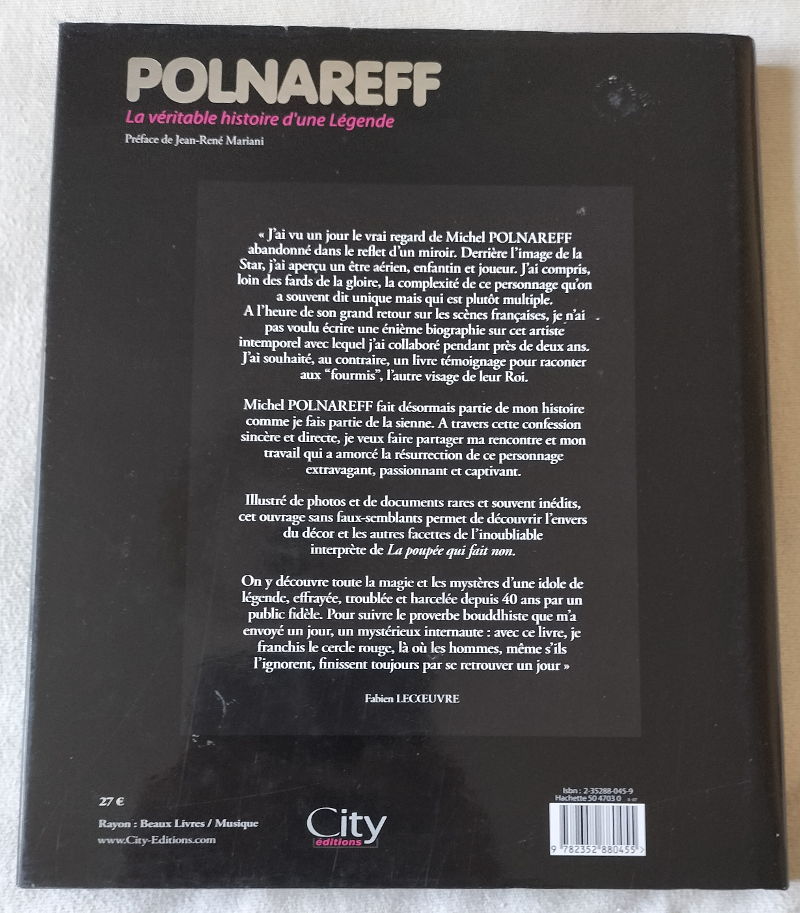 POLNAREFF
La véritable histoire d'une Légende
Préface de Jean-René Mariani
« J'ai vu un jour le vrai regard de Michel POLNAREFF
abandonné dans le reflet d'un miroir. Derrière l'image de la
Star, j'ai aperçu un être aérien, enfantin et joueur. J'ai compris,
loin des fards de la gloire, la complexité de ce personnage qu'on
a souvent dit unique mais qui est plutôt multiple.
A l'heure de son grand retour sur les scènes françaises, je n'ai
pas voulu écrire une énième biographie sur cet artiste
intemporel avec lequel j'ai collaboré pendant près de deux ans.
J'ai souhaité, au contraire, un livre témoignage pour raconter
aux “fourmis”, l'autre visage de leur Roi.
Michel POLNAREFF fait désormais partie de mon histoire
comme je fais partie de la sienne. A travers cette confession
sincère et directe, je veux faire partager ma rencontre et mon
travail qui a amorcé la résurrection de ce personnage
extravagant, passionnant et captivant.
Illustré de photos et de documents rares et souvent inédits,
cet ouvrage sans faux-semblants permet de découvrir l'envers
du décor et les autres facettes de l'inoubliable
interprète de La poupée qui fait non.
On y découvre toute la magie et les mystères d'une idole de
légende, effrayée, troublée et harcelée depuis 40 ans par un
public fidèle. Pour suivre le proverbe bouddhiste que m'a
envoyé un jour, un mystérieux internaute : avec ce livre, je
franchis le cercle rouge, là où les hommes, même s'ils
l'ignorent, finissent toujours par se retrouver un jour »
Fabien LECŒUVRE
27 €
Rayon : Beaux Livres / Musique
www.City-Editions.com
City
éditions
Isbn : 2-35288-045-9
Hachette 50 4703 0
9 782352 880455 >